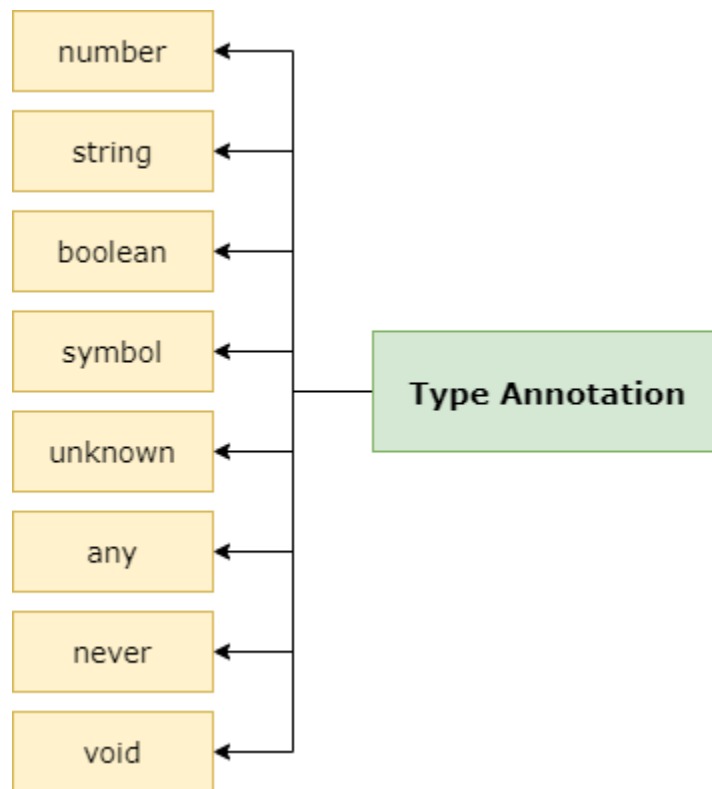 number
string
boolean
symbol
Type Annotation
unknown
any
never
void